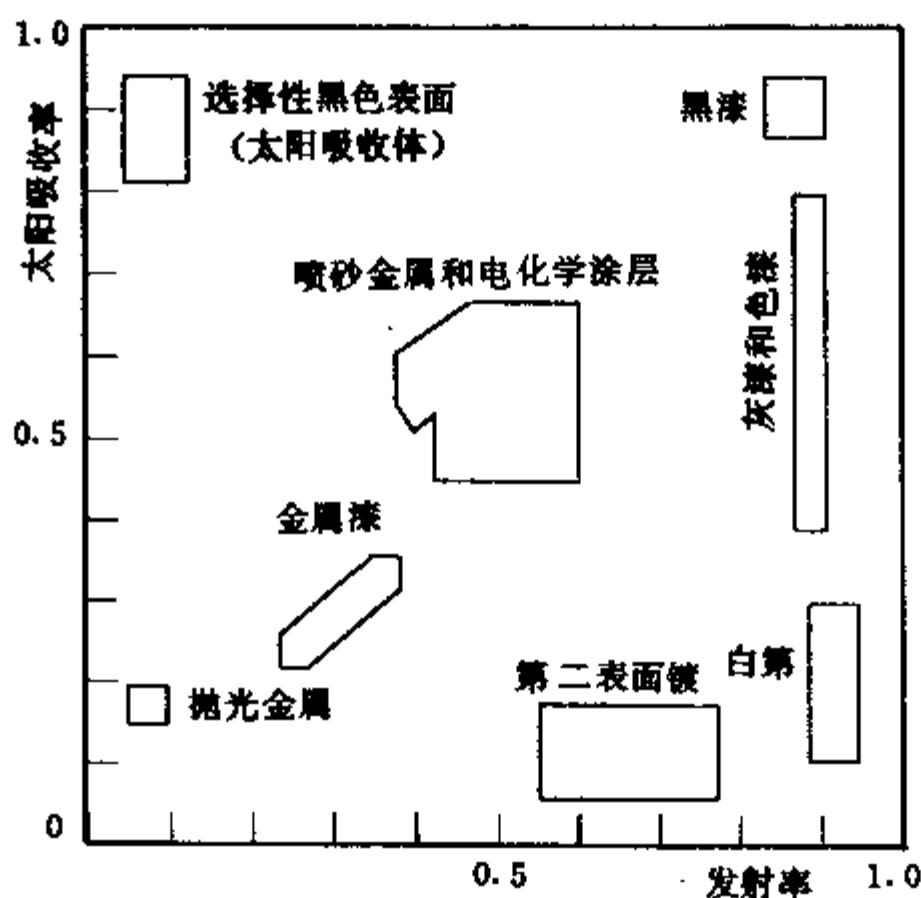 1.0
太阳吸收率
选择性黑色表面
(太阳吸收体)
黑漆
喷砂金属和电化学涂层
灰漆和色漆
0.5
金属漆
抛光金属
第二表面镀
白第
0
0.5
发射率
1.0